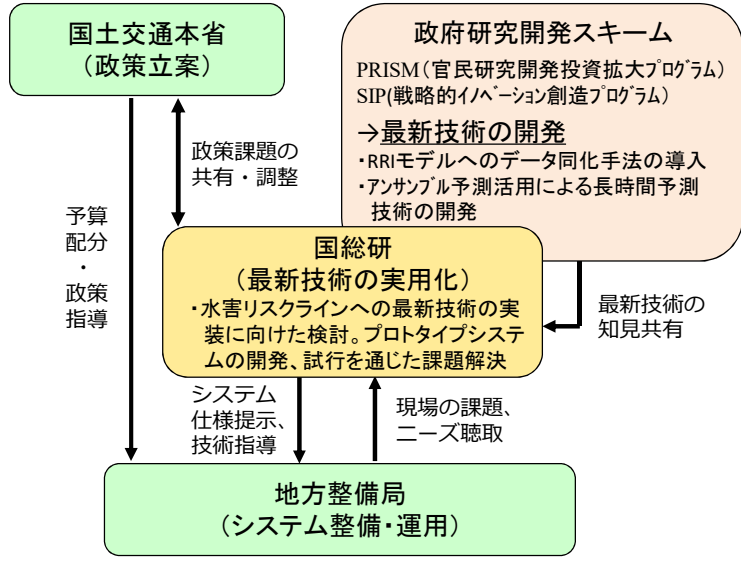 国土交通本省
（政策立案）
政府研究開発スキーム
PRISM（官民研究開発投資拡大ﾌﾟﾛｸﾞﾗﾑ）
SIP(戦略的ｲﾉﾍﾞｰｼｮﾝ創造ﾌﾟﾛｸﾞﾗﾑ）
→最新技術の開発
・RRIモデルへのデータ同化手法の導入
・ｱﾝｻﾝﾌﾞﾙ予測活用による長時間予測
技術の開発
政策課題の
共有・調整
予算
配分
・
政策
指導
国総研
（最新技術の実用化）
・水害リスクラインへの最新技術の実
装に向けた検討。プロトタイプシステ
ムの開発、試行を通じた課題解決
最新技術の
知見共有
システム
仕様提示、
技術指導
現場の課題、
ニーズ聴取
地方整備局
（システム整備・運用）